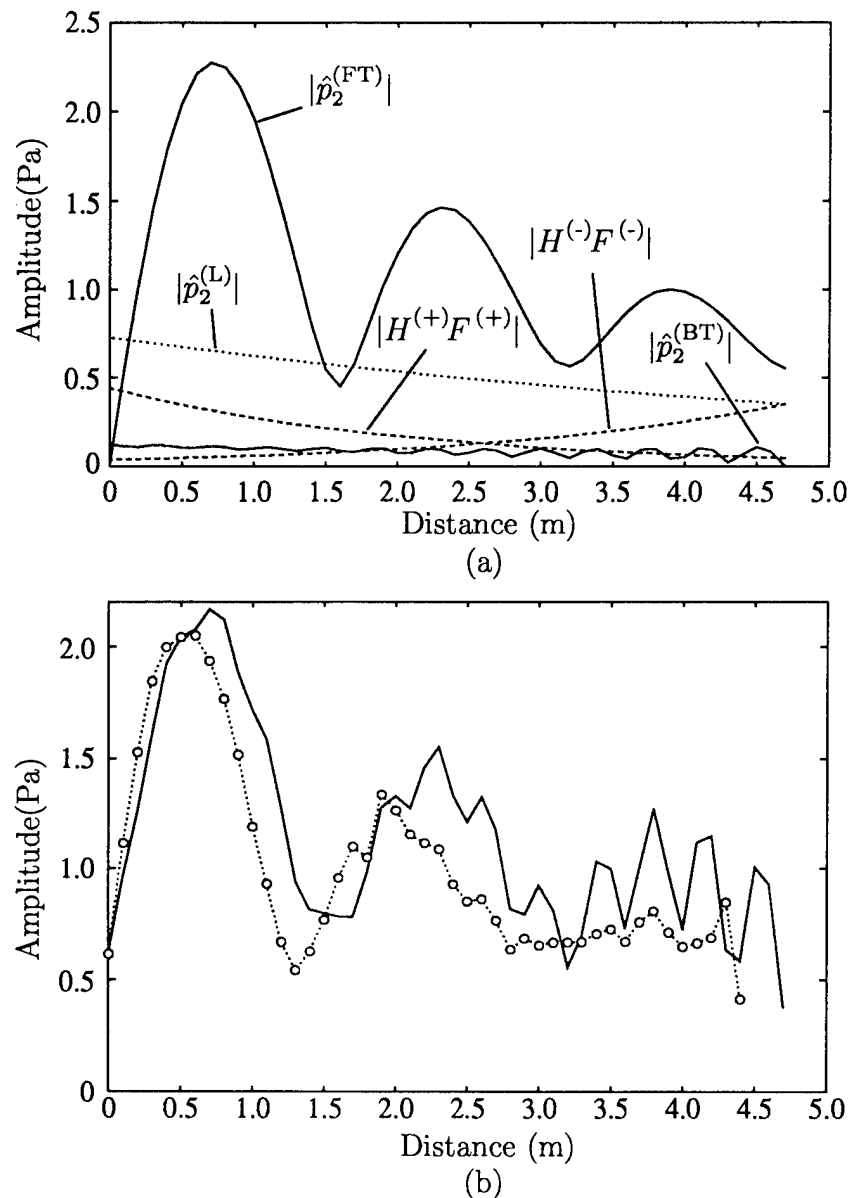 2.5
2.0
1.5
1.0
0.5
0
Amplitude(Pa)
|p̂₂^(FT)|
|H^(-)F^(-)|
|p̂₂^(L)|
|H^(+)F^(+)|
|p̂₂^(BT)|
0 0.5 1.0 1.5 2.0 2.5 3.0 3.5 4.0 4.5 5.0
Distance (m)
(a)
2.0
1.5
1.0
0.5
0
Amplitude(Pa)
0 0.5 1.0 1.5 2.0 2.5 3.0 3.5 4.0 4.5 5.0
Distance (m)
(b)